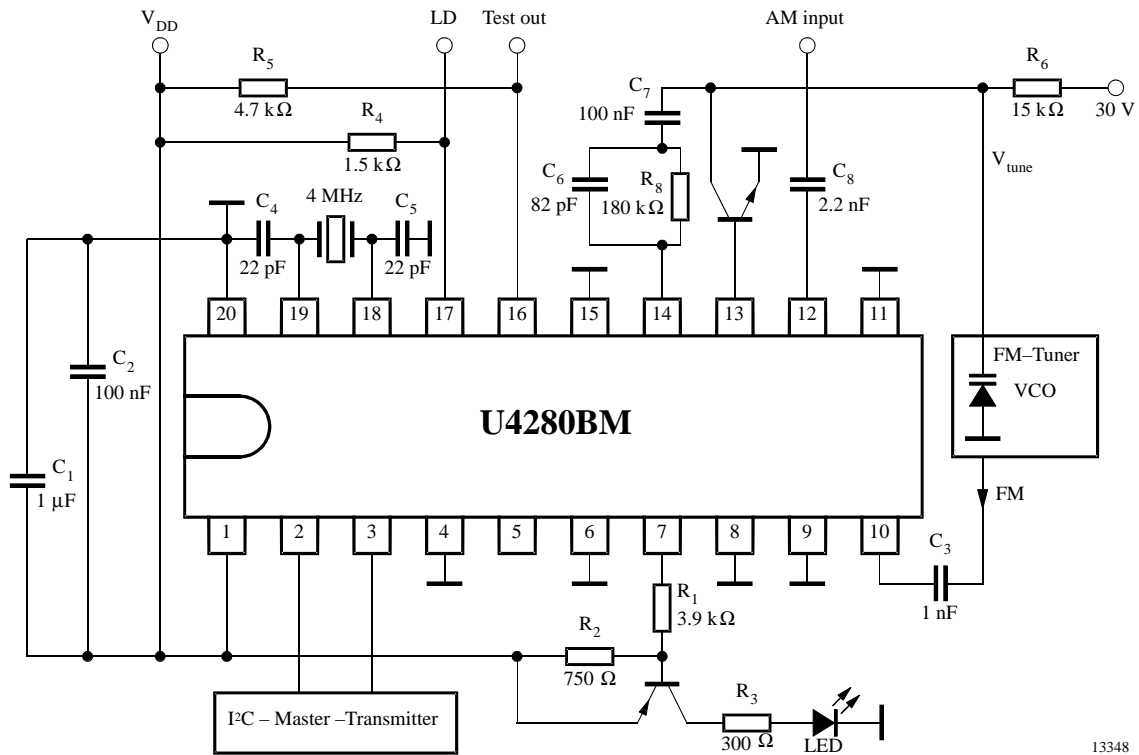 V_DD
LD
Test out
AM input
R_5
4.7 kΩ
C_7
100 nF
R_6
15 kΩ
30 V
R_4
1.5 kΩ
V_tune
C_6
82 pF
R_8
180 kΩ
C_8
2.2 nF
C_4
22 pF
4 MHz
C_5
22 pF
20 19 18 17 16 15 14 13 12 11
C_2
100 nF
FM–Tuner
VCO
U4280BM
C_1
1 µF
FM
1 2 3 4 5 6 7 8 9 10
C_3
1 nF
R_1
3.9 kΩ
R_2
750 Ω
R_3
300 Ω
LED
I²C – Master –Transmitter
13348